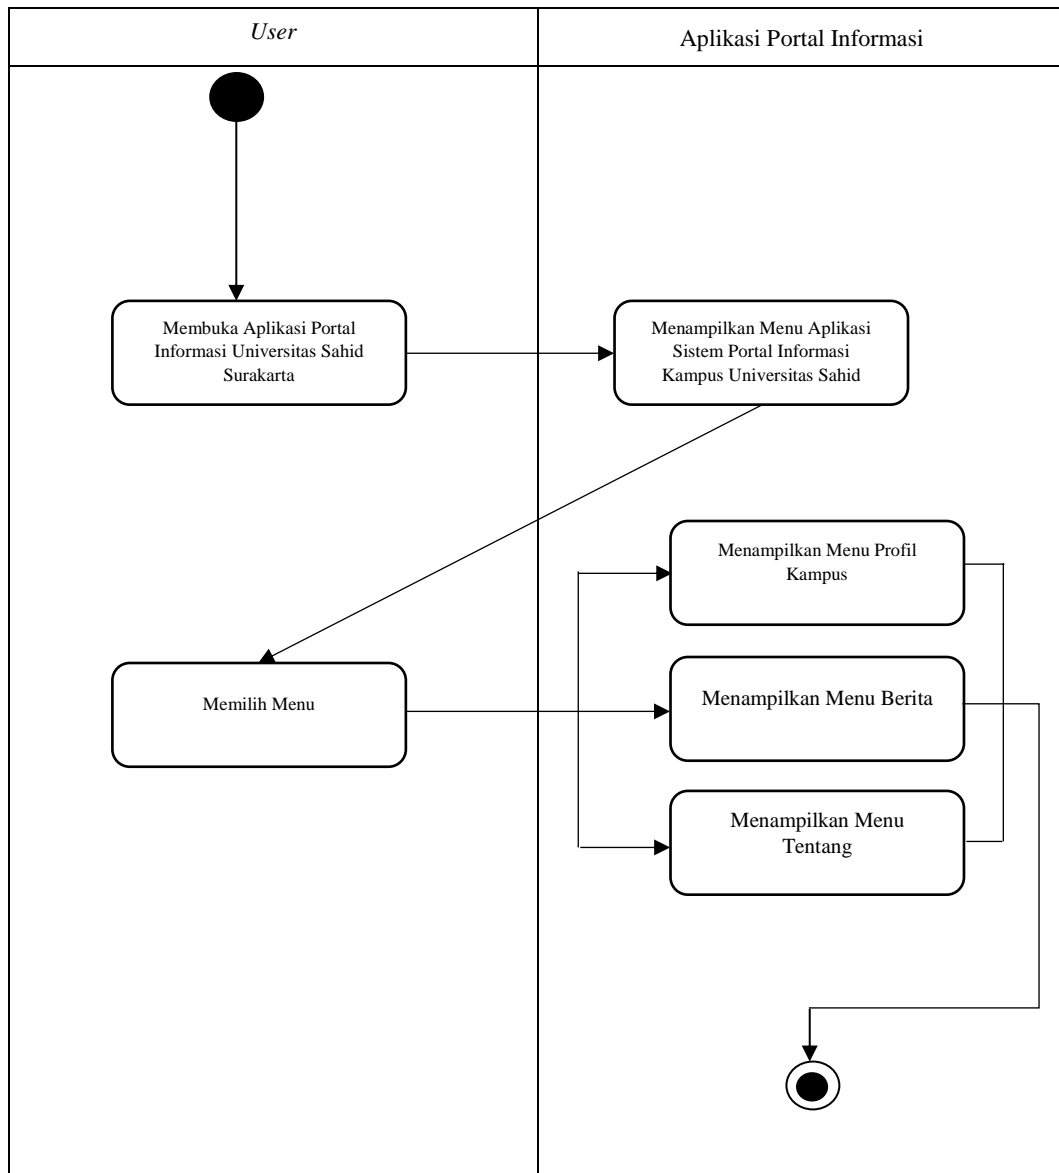 User
Aplikasi Portal Informasi
Membuka Aplikasi Portal
Informasi Universitas Sahid
Surakarta
Menampilkan Menu Aplikasi
Sistem Portal Informasi
Kampus Universitas Sahid
Menampilkan Menu Profil
Kampus
Memilih Menu
Menampilkan Menu Berita
Menampilkan Menu
Tentang